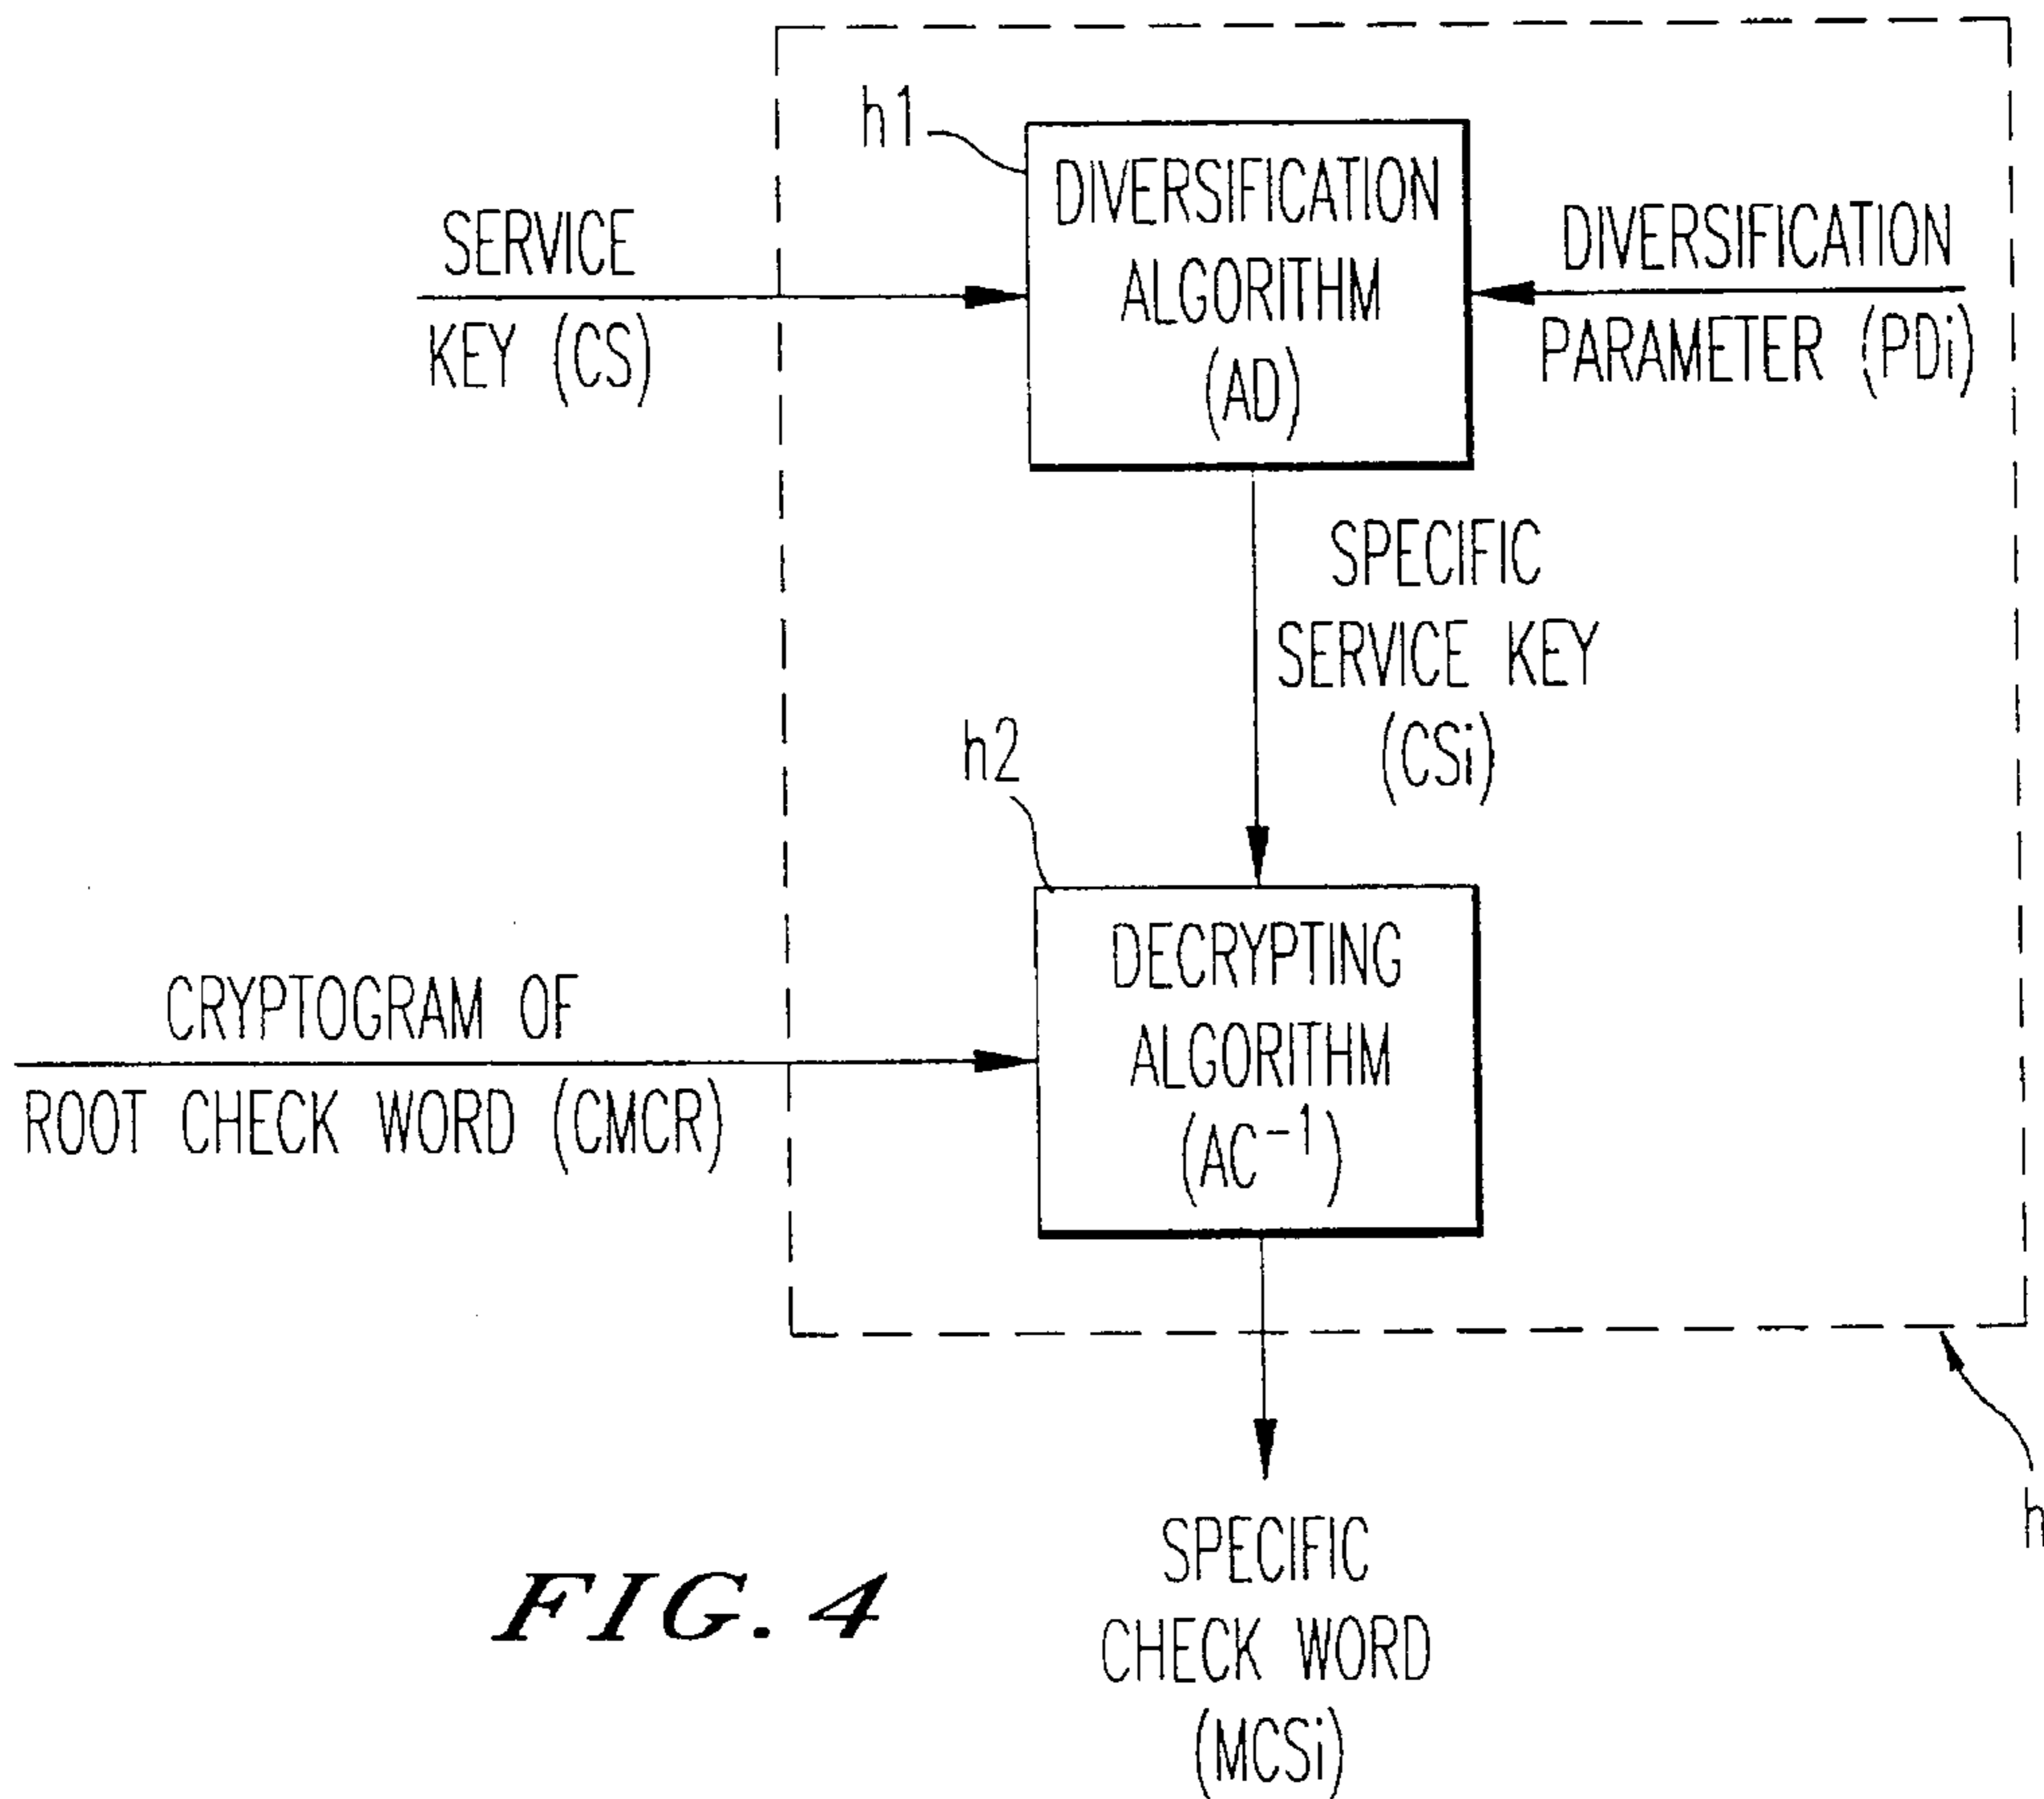 h1
DIVERSIFICATION
ALGORITHM
(AD)
SERVICE
KEY (CS)
DIVERSIFICATION
PARAMETER (PDi)
SPECIFIC
SERVICE KEY
(CSi)
h2
DECRYPTING
ALGORITHM
(AC⁻¹)
CRYPTOGRAM OF
ROOT CHECK WORD (CMCR)
h
SPECIFIC
CHECK WORD
(MCSi)
FIG. 4